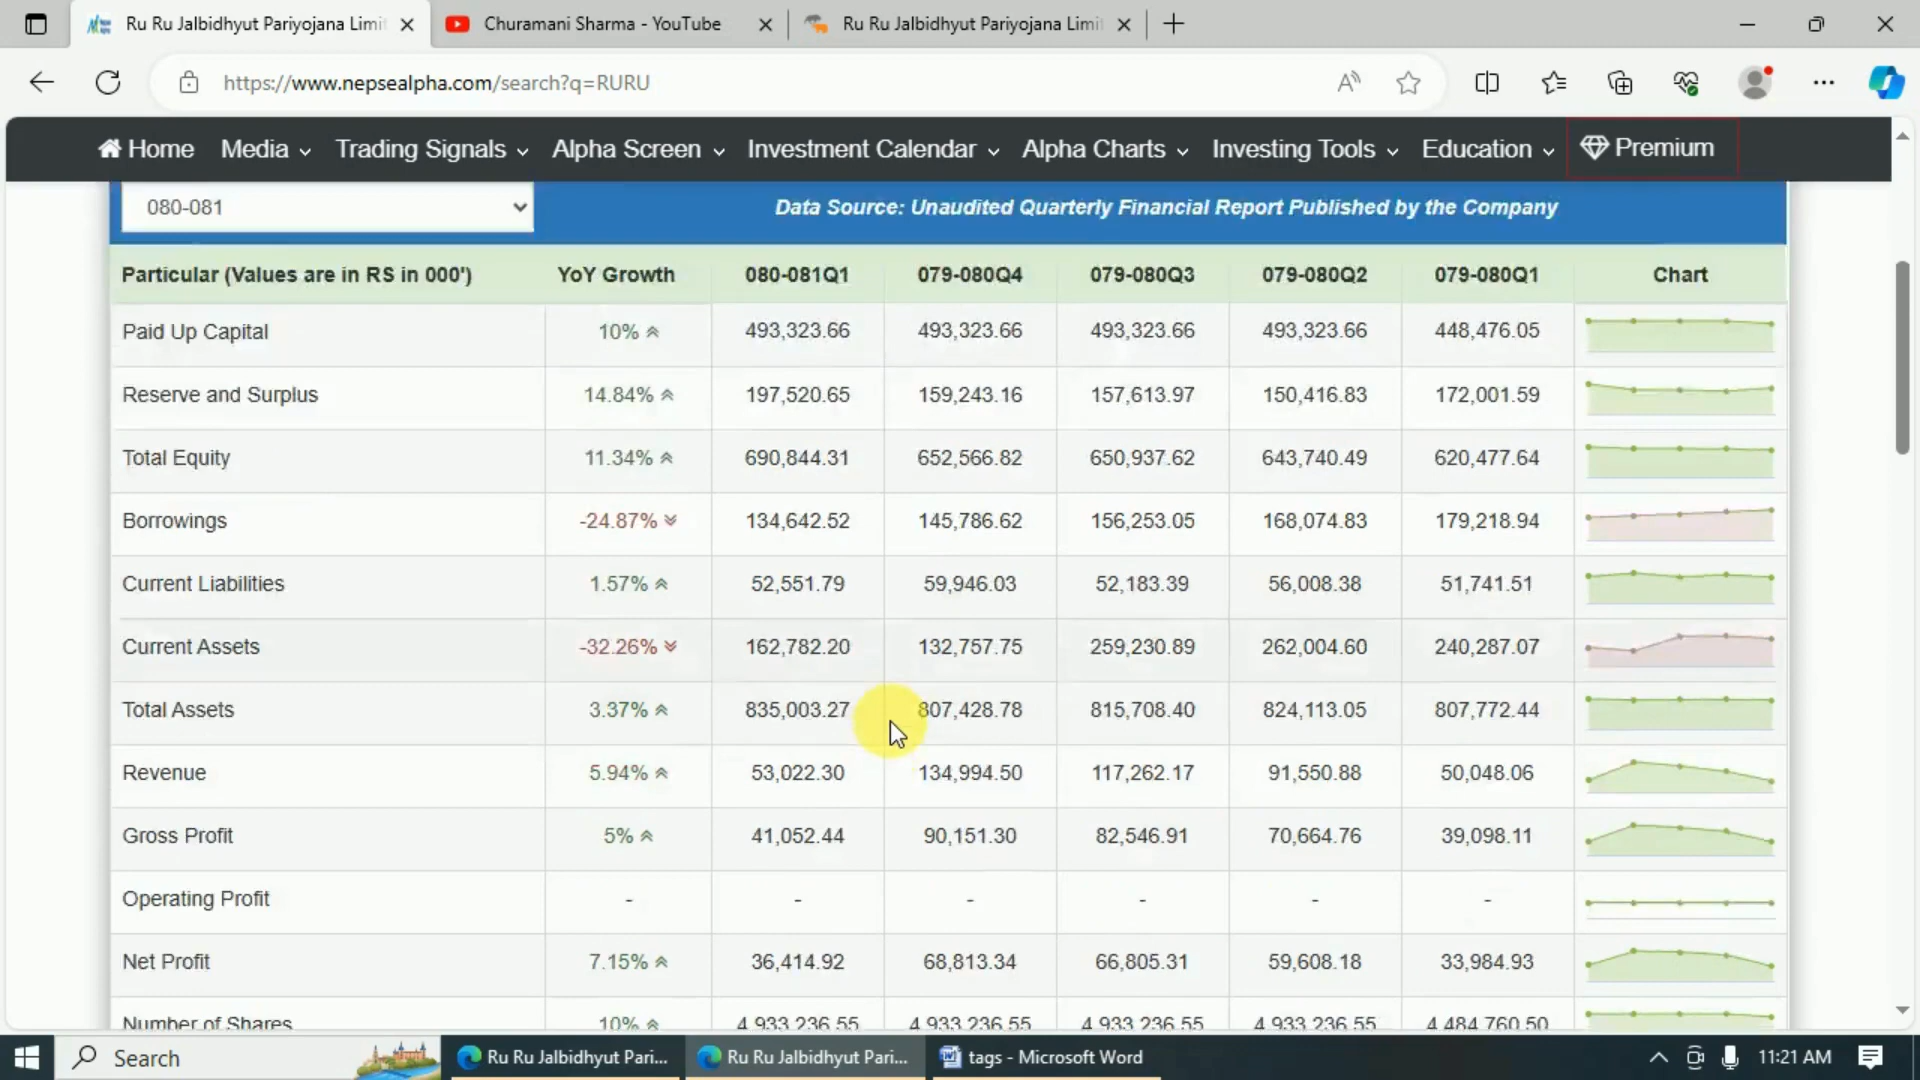 Ru Ru Jalbidhyut Pariyojana Limit
Churamani Sharma - YouTube
Ru Ru Jalbidhyut Pariyojana Limit
https://www.nepsealpha.com/search?q=RURU
Home Media Trading Signals Alpha Screen Investment Calendar Alpha Charts Investing Tools Education Premium
080-081 Data Source: Unaudited Quarterly Financial Report Published by the Company
Particular (Values are in RS in 000') YoY Growth 080-081Q1 079-080Q4 079-080Q3 079-080Q2 079-080Q1 Chart
Paid Up Capital 10% 493,323.66 493,323.66 493,323.66 493,323.66 448,476.05
Reserve and Surplus 14.84% 197,520.65 159,243.16 157,613.97 150,416.83 172,001.59
Total Equity 11.34% 690,844.31 652,566.82 650,937.62 643,740.49 620,477.64
Borrowings -24.87% 134,642.52 145,786.62 156,253.05 168,074.83 179,218.94
Current Liabilities 1.57% 52,551.79 59,946.03 52,183.39 56,008.38 51,741.51
Current Assets -32.26% 162,782.20 132,757.75 259,230.89 262,004.60 240,287.07
Total Assets 3.37% 835,003.27 807,428.78 815,708.40 824,113.05 807,772.44
Revenue 5.94% 53,022.30 134,994.50 117,262.17 91,550.88 50,048.06
Gross Profit 5% 41,052.44 90,151.30 82,546.91 70,664.76 39,098.11
Operating Profit - - - - - -
Net Profit 7.15% 36,414.92 68,813.34 66,805.31 59,608.18 33,984.93
Number of Shares 10% 4,933,236.55 4,933,236.55 4,933,236.55 4,933,236.55 4,484,760.50
Search Ru Ru Jalbidhyut Pari... Ru Ru Jalbidhyut Pari... tags - Microsoft Word 11:21 AM